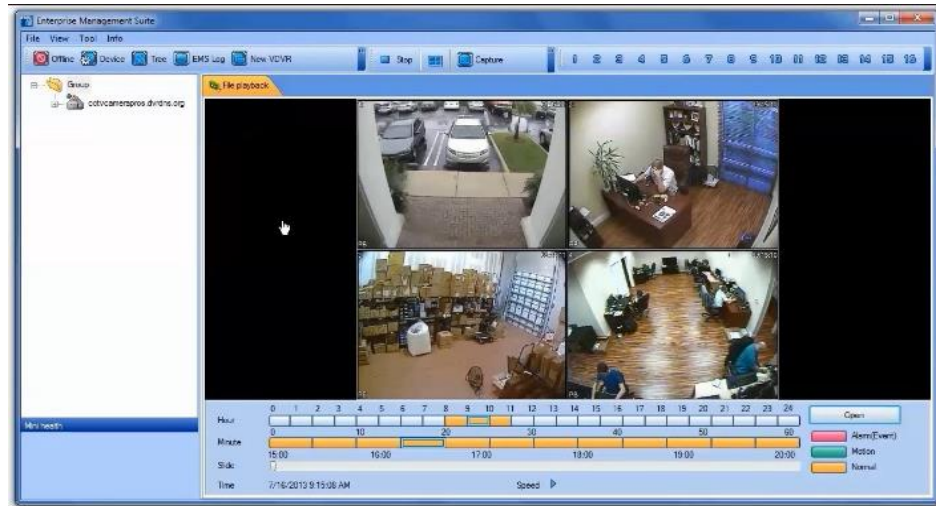 Enterprise Management Suite
File View Tool Info
Offline Device Tree EMS Log New VDVR Stop Capture 1 2 3 4 5 6 7 8 9 10 11 12 13 14 15 16
Group
File playback
cctvcamerapros.dvrdns.org
Hour 0 1 2 3 4 5 6 7 8 9 10 11 12 13 14 15 16 17 18 19 20 21 22 23 24
Open
Mini health
Minute 0 10 20 30 40 50 60
Alarm(Event)
15:00 16:00 17:00 18:00 19:00 20:00
Motion
Slide
Normal
Time 7/16/2013 9:15:08 AM Speed